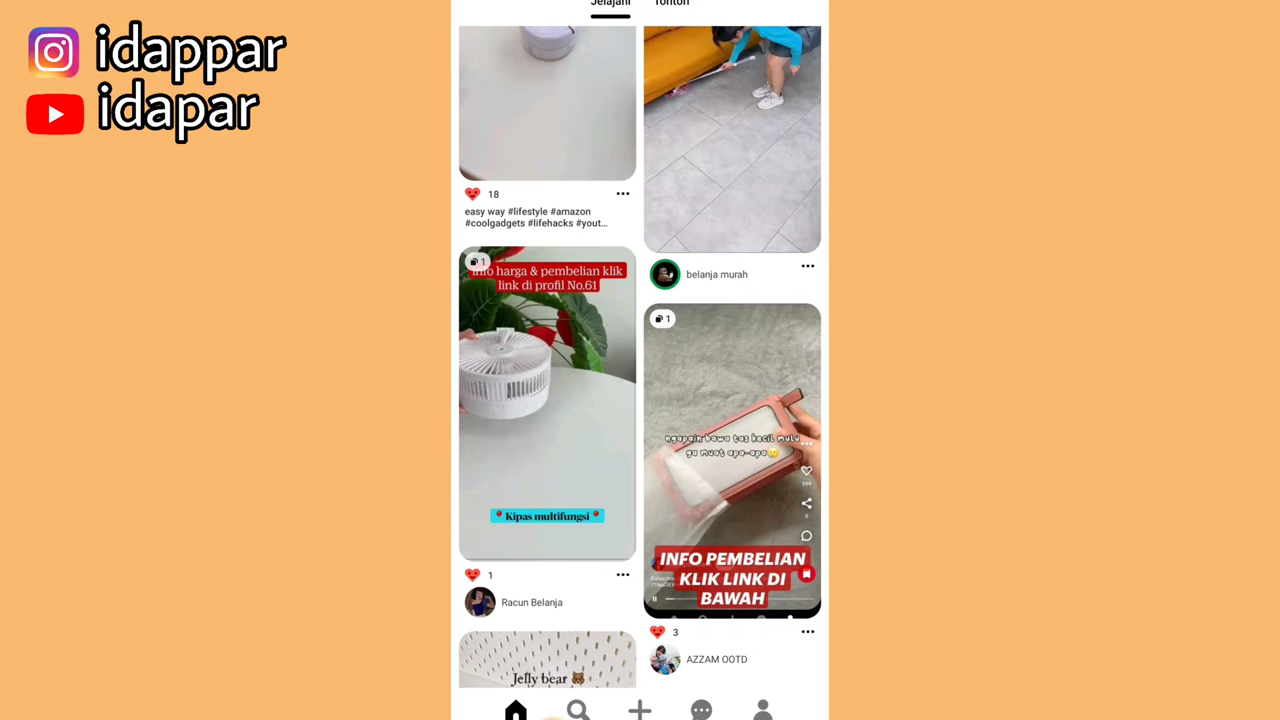 idappar
idapar
Jelajahi
Tonton
18
easy way #lifestyle #amazon
#coolgadgets #lifehacks #yout...
1
info harga & pembelian klik
link di profil No.61
📍 Kipas multifungsi 📍
1
Racun Belanja
Jelly bear 🐻
belanja murah
1
ngapain bawa tas kecil mulu
ga muat apa-apa🥲
0
INFO PEMBELIAN
KLIK LINK DI
BAWAH
3
AZZAM OOTD